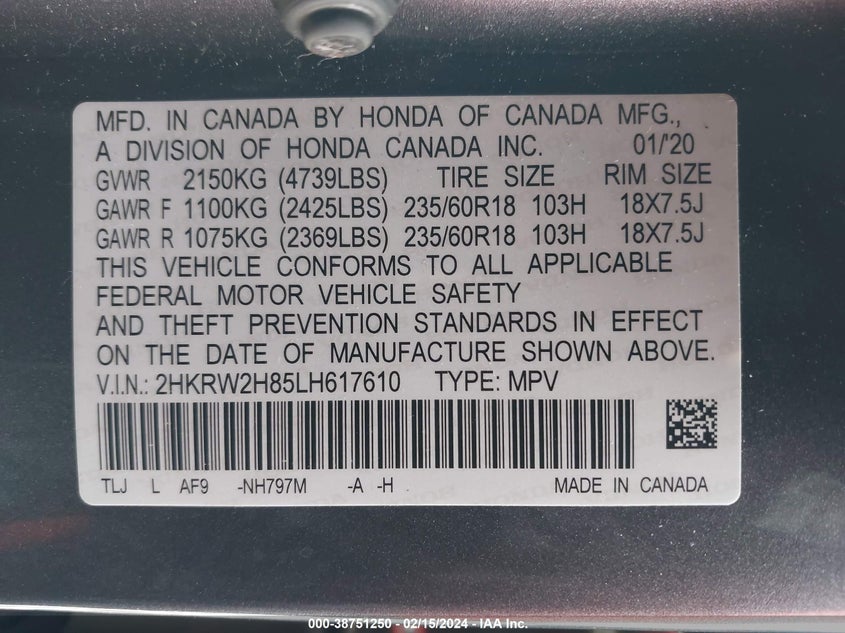 MFD. IN CANADA BY HONDA OF CANADA MFG.,
A DIVISION OF HONDA CANADA INC. 01/'20
GVWR 2150KG (4739LBS) TIRE SIZE RIM SIZE
GAWR F 1100KG (2425LBS) 235/60R18 103H 18X7.5J
GAWR R 1075KG (2369LBS) 235/60R18 103H 18X7.5J
THIS VEHICLE CONFORMS TO ALL APPLICABLE
FEDERAL MOTOR VEHICLE SAFETY
AND THEFT PREVENTION STANDARDS IN EFFECT
ON THE DATE OF MANUFACTURE SHOWN ABOVE.
V.I.N.: 2HKRW2H85LH617610 TYPE: MPV
TLJ L AF9 -NH797M -A -H MADE IN CANADA
000-38751250 - 02/15/2024 - IAA Inc.